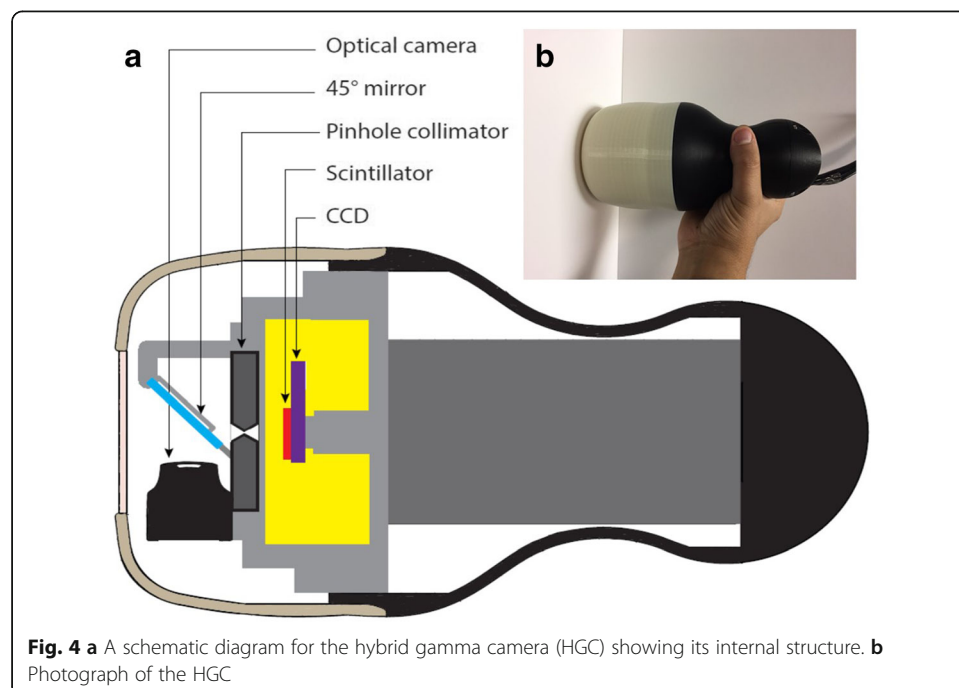 a
Optical camera
45° mirror
Pinhole collimator
Scintillator
CCD
b
Fig. 4 a A schematic diagram for the hybrid gamma camera (HGC) showing its internal structure. b
Photograph of the HGC